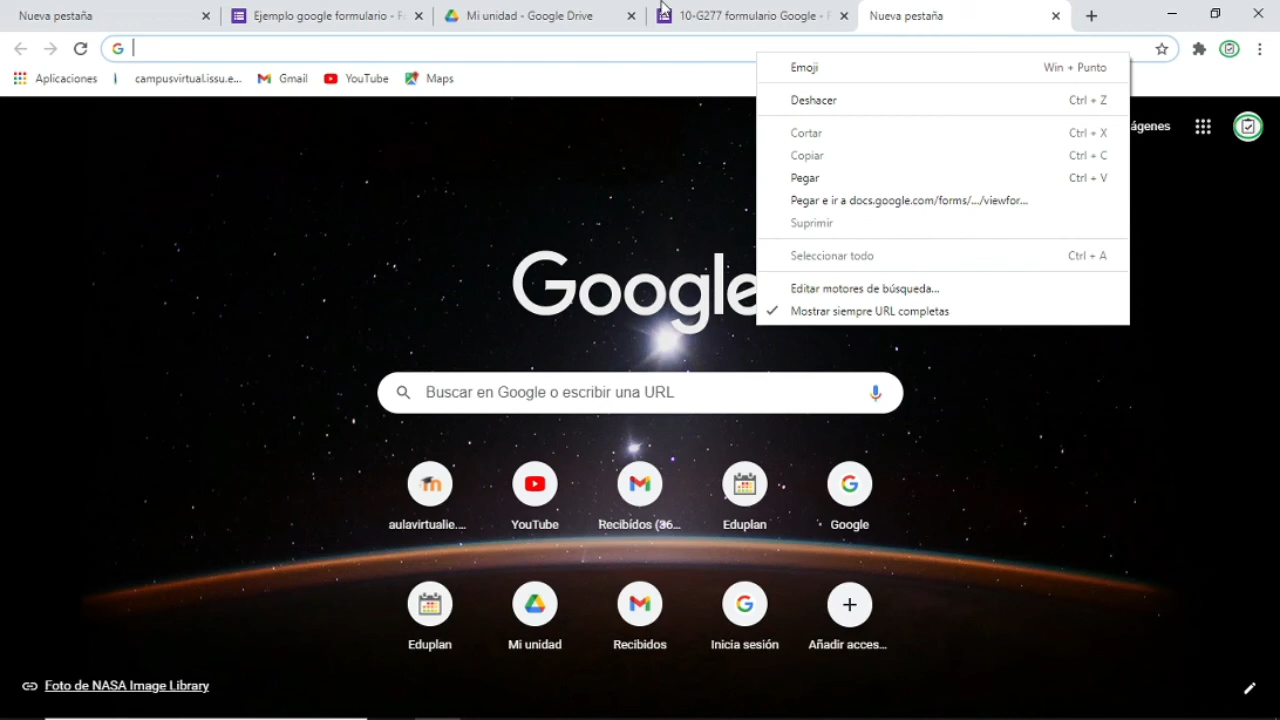 Nueva pestaña
Ejemplo google formulario - F
Mi unidad - Google Drive
10-G277 formulario Google - F
Nueva pestaña
Aplicaciones
campusvirtual.issu.e...
Gmail
YouTube
Maps
Emoji Win + Punto
Deshacer Ctrl + Z
ágenes
Cortar Ctrl + X
Copiar Ctrl + C
Pegar Ctrl + V
Pegar e ir a docs.google.com/forms/.../viewfor...
Suprimir
Seleccionar todo Ctrl + A
Editar motores de búsqueda...
Mostrar siempre URL completas
Google
Buscar en Google o escribir una URL
aulavirtualie....
YouTube
Recibidos (36...
Eduplan
Google
Eduplan
Mi unidad
Recibidos
Inicia sesión
Añadir acces...
Foto de NASA Image Library